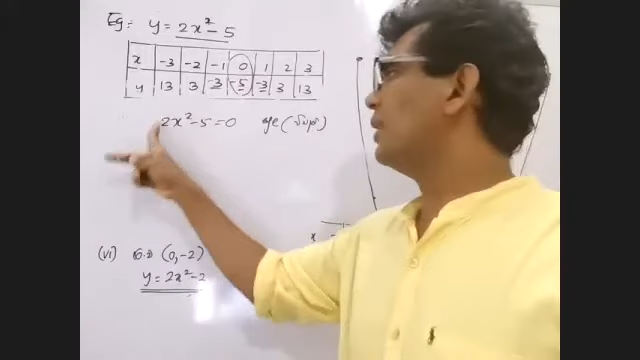 Eg:- y = 2x² - 5
x -3 -2 -1 0 1 2 3
y 13 3 -3 -5 -3 3 13
2x² - 5 = 0
(vi) (0, -2)
y = 2x² - 2
x